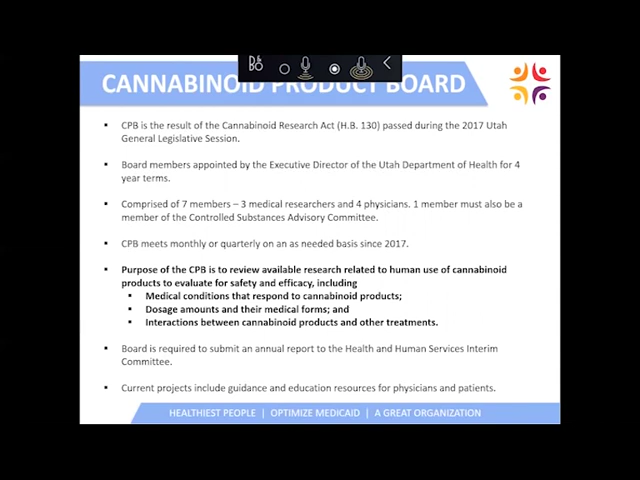 CANNABINOID PRODUCT BOARD
▪ CPB is the result of the Cannabinoid Research Act (H.B. 130) passed during the 2017 Utah
General Legislative Session.
▪ Board members appointed by the Executive Director of the Utah Department of Health for 4
year terms.
▪ Comprised of 7 members – 3 medical researchers and 4 physicians. 1 member must also be a
member of the Controlled Substances Advisory Committee.
▪ CPB meets monthly or quarterly on an as needed basis since 2017.
▪ Purpose of the CPB is to review available research related to human use of cannabinoid
products to evaluate for safety and efficacy, including
▪ Medical conditions that respond to cannabinoid products;
▪ Dosage amounts and their medical forms; and
▪ Interactions between cannabinoid products and other treatments.
▪ Board is required to submit an annual report to the Health and Human Services Interim
Committee.
▪ Current projects include guidance and education resources for physicians and patients.
HEALTHIEST PEOPLE | OPTIMIZE MEDICAID | A GREAT ORGANIZATION